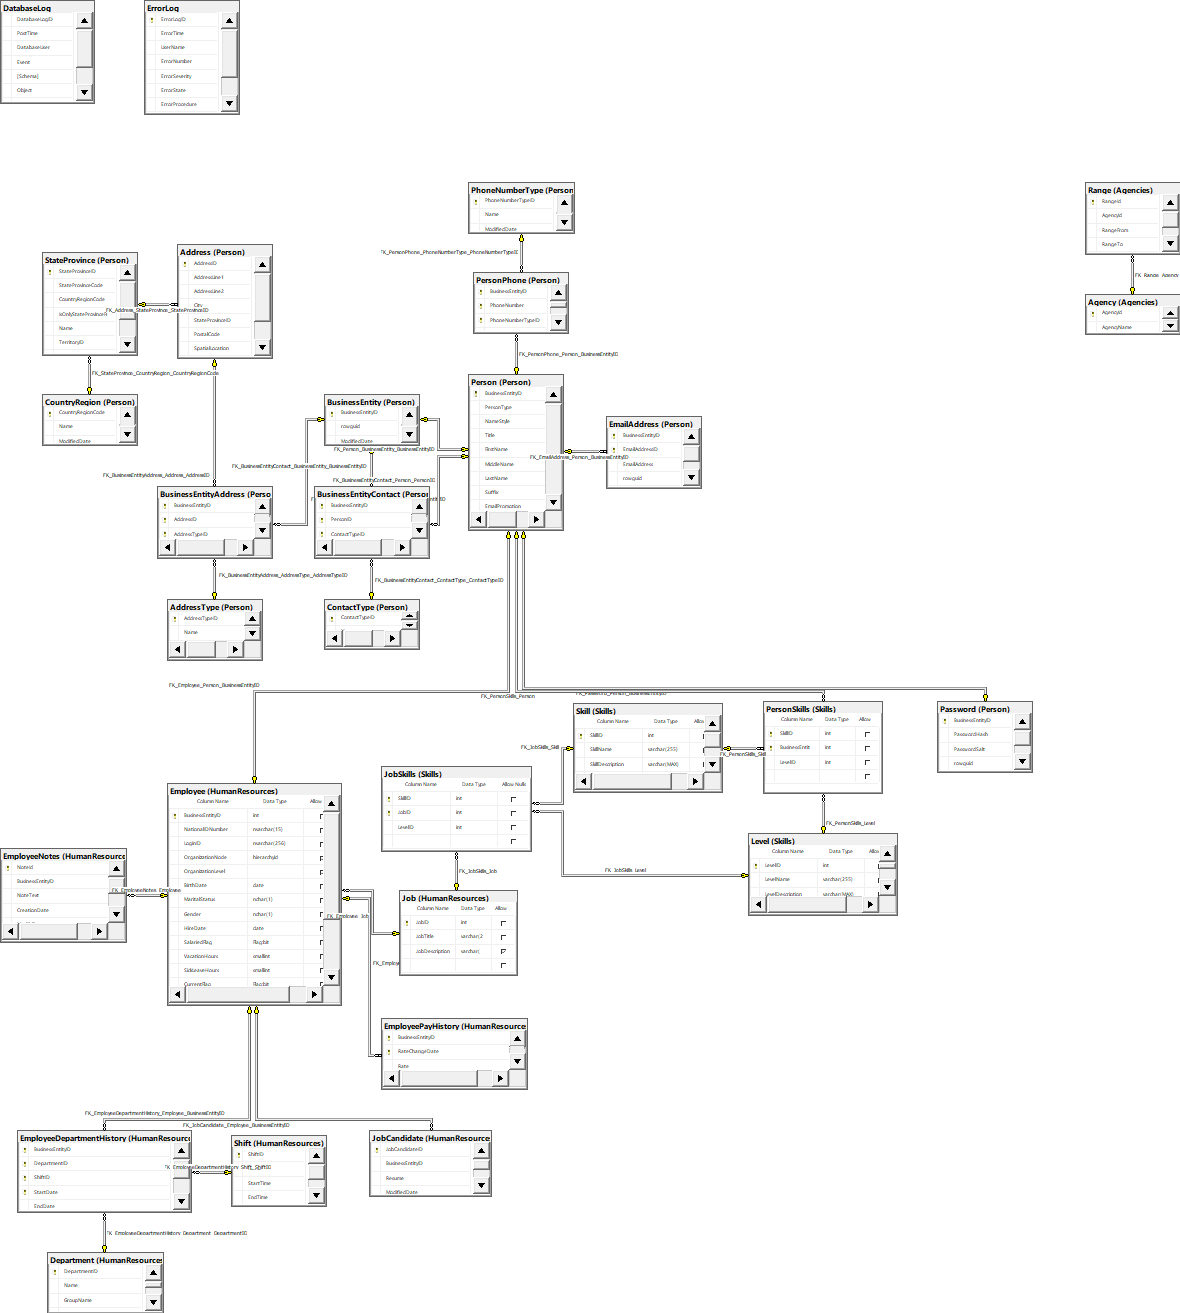 DatabaseLog
DatabaseLogID
PostTime
DatabaseUser
Event
[Schema]
Object
ErrorLog
ErrorLogID
ErrorTime
UserName
ErrorNumber
ErrorSeverity
ErrorState
ErrorProcedure
PhoneNumberType (Person
PhoneNumberTypeID
Name
ModifiedDate
Range (Agencies)
RangeId
AgencyId
RangeFrom
RangeTo
FK_Range_Agency
Agency (Agencies)
AgencyId
AgencyName
FK_PersonPhone_PhoneNumberType_PhoneNumberTypeID
StateProvince (Person)
StateProvinceID
StateProvinceCode
CountryRegionCode
IsOnlyStateProvinceFl
Name
TerritoryID
Address (Person)
AddressID
AddressLine1
AddressLine2
City
StateProvinceID
PostalCode
SpatialLocation
FK_Address_StateProvince_StateProvinceID
PersonPhone (Person)
BusinessEntityID
PhoneNumber
PhoneNumberTypeID
FK_PersonPhone_Person_BusinessEntityID
FK_StateProvince_CountryRegion_CountryRegionCode
CountryRegion (Person)
CountryRegionCode
Name
ModifiedDate
BusinessEntity (Person)
BusinessEntityID
rowguid
ModifiedDate
Person (Person)
BusinessEntityID
PersonType
NameStyle
Title
FirstName
MiddleName
LastName
Suffix
EmailPromotion
EmailAddress (Person)
BusinessEntityID
EmailAddressID
EmailAddress
rowguid
FK_EmailAddress_Person_BusinessEntityID
FK_Person_BusinessEntity_BusinessEntityID
FK_BusinessEntityContact_BusinessEntity_BusinessEntityID
FK_BusinessEntityAddress_Address_AddressID
FK_BusinessEntityContact_Person_PersonID
BusinessEntityAddress (Perso
BusinessEntityID
AddressID
AddressTypeID
BusinessEntityContact (Person
BusinessEntityID
PersonID
ContactTypeID
FK_BusinessEntityAddress_AddressType_AddressTypeID
FK_BusinessEntityContact_ContactType_ContactTypeID
AddressType (Person)
AddressTypeID
Name
ContactType (Person)
ContactTypeID
FK_Employee_Person_BusinessEntityID
FK_PersonSkills_Person
FK_Password_Person_BusinessEntityID
Skill (Skills)
Column Name Data Type Allo
SkillID int
SkillName varchar(255)
SkillDescription varchar(MAX)
PersonSkills (Skills)
Column Name Data Type Allow
SkillID int
BusinessEntit int
LevelID int
Password (Person)
BusinessEntityID
PasswordHash
PasswordSalt
rowguid
FK_JobSkills_Skill
FK_PersonSkills_Skill
JobSkills (Skills)
Column Name Data Type Allow Nulls
SkillID int
JobID int
LevelID int
FK_PersonSkills_Level
Level (Skills)
Column Name Data Type Allow
LevelID int
LevelName varchar(255)
LevelDescription varchar(MAX)
FK_JobSkills_Level
FK_JobSkills_Job
Employee (HumanResources)
Column Name Data Type Allow
BusinessEntityID int
NationalIDNumber nvarchar(15)
LoginID nvarchar(256)
OrganizationNode hierarchyid
OrganizationLevel
BirthDate date
MaritalStatus nchar(1)
Gender nchar(1)
HireDate date
SalariedFlag Flag:bit
VacationHours smallint
SickLeaveHours smallint
CurrentFlag Flag:bit
EmployeeNotes (HumanResource
NoteId
BusinessEntityID
NoteText
CreationDate
FK_EmployeeNotes_Employee
Job (HumanResources)
Column Name Data Type Allow
JobID int
JobTitle varchar(2
JobDescription varchar(
FK_Employee_Job
FK_Employe
EmployeePayHistory (HumanResource
BusinessEntityID
RateChangeDate
Rate
FK_EmployeeDepartmentHistory_Employee_BusinessEntityID
FK_JobCandidate_Employee_BusinessEntityID
EmployeeDepartmentHistory (HumanResourc
BusinessEntityID
DepartmentID
ShiftID
StartDate
EndDate
Shift (HumanResources)
ShiftID
StartTime
EndTime
FK_EmployeeDepartmentHistory_Shift_ShiftID
JobCandidate (HumanResource
JobCandidateID
BusinessEntityID
Resume
ModifiedDate
FK_EmployeeDepartmentHistory_Department_DepartmentID
Department (HumanResources
DepartmentID
Name
GroupName